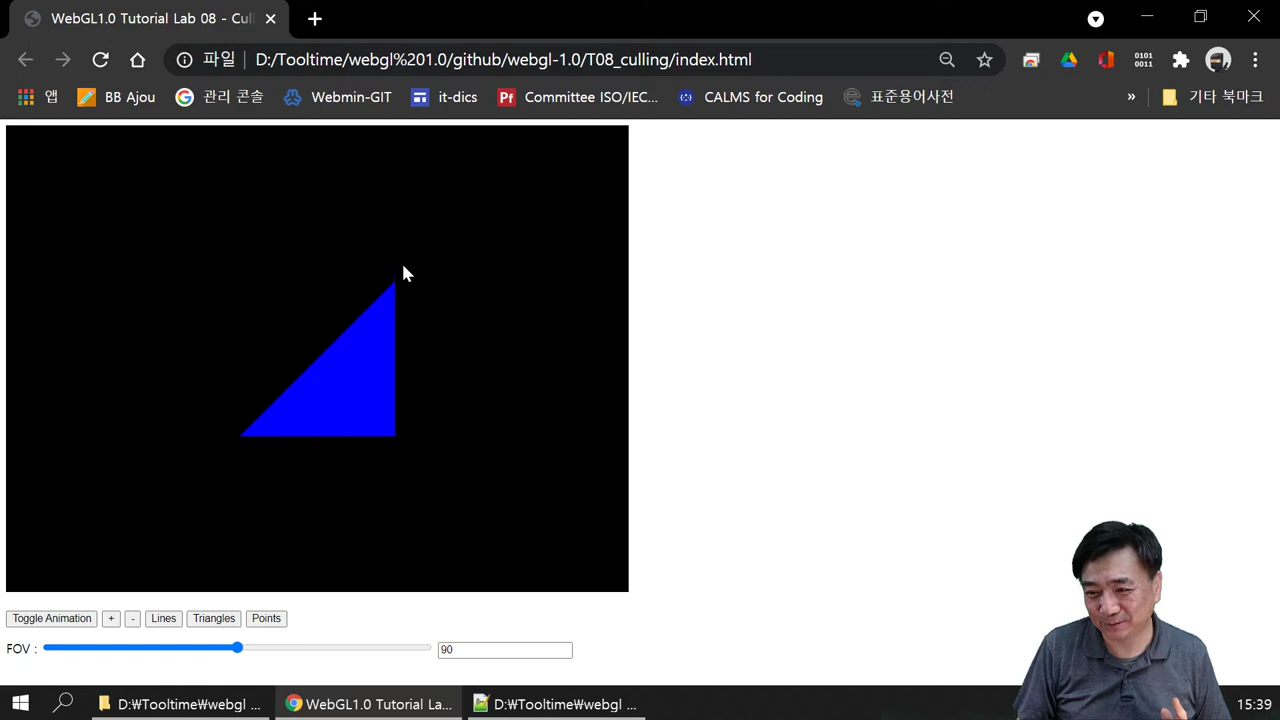 WebGL1.0 Tutorial Lab 08 - Cul
파일 D:/Tooltime/webgl%201.0/github/webgl-1.0/T08_culling/index.html
0101
0011
앱 BB Ajou 관리 콘솔 Webmin-GIT it-dics Pf Committee ISO/IEC... CALMS for Coding 표준용어사전 » 기타 북마크
Toggle Animation + - Lines Triangles Points
FOV : 90
D:₩Tooltime₩webgl ... WebGL1.0 Tutorial La... D:₩Tooltime₩webgl ... 15:39